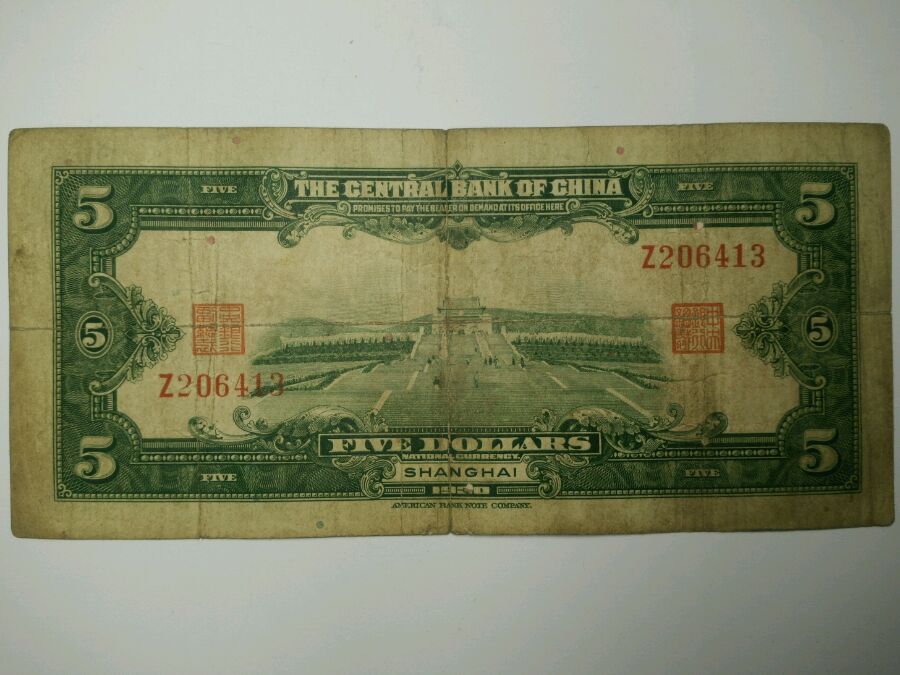 5 FIVE THE CENTRAL BANK OF CHINA FIVE 5
PROMISES TO PAY THE BEARER ON DEMAND AT ITS OFFICE HERE
Z206413
5 5
Z206413
FIVE DOLLARS
NATIONAL CURRENCY
5 SHANGHAI 5
FIVE 1930 FIVE
AMERICAN BANK NOTE COMPANY.